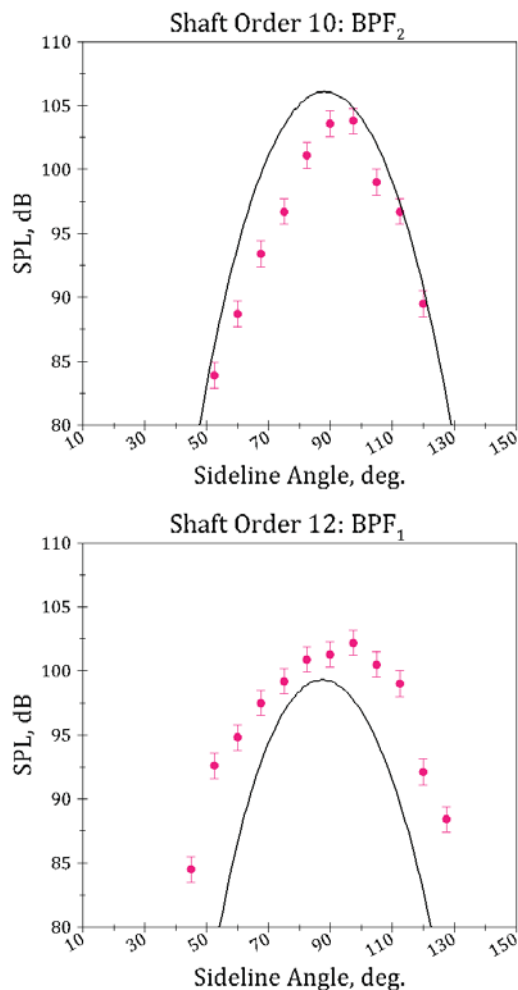 Shaft Order 10: BPF₂
110
105
100
95
90
85
80
SPL, dB
10 30 50 70 90 110 130 150
Sideline Angle, deg.
Shaft Order 12: BPF₁
110
105
100
95
90
85
80
SPL, dB
10 30 50 70 90 110 130 150
Sideline Angle, deg.